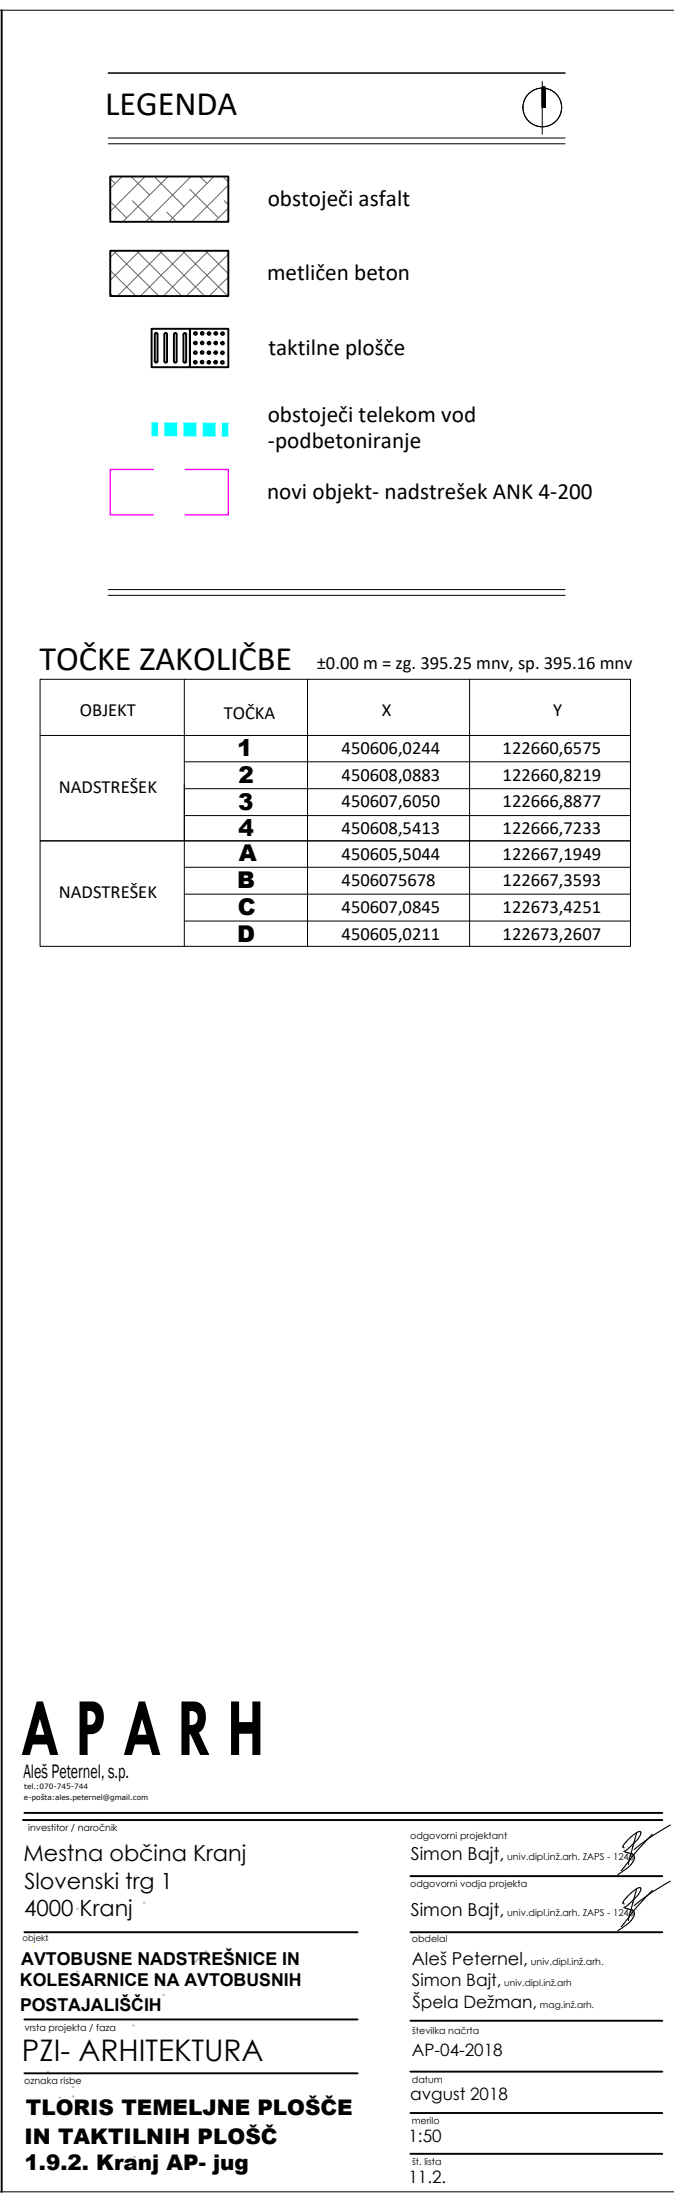 LEGENDA
obstoječi asfalt
metličen beton
taktilne plošče
obstoječi telekom vod
-podbetoniranje
novi objekt- nadstrešek ANK 4-200
TOČKE ZAKOLIČBE ±0.00 m = zg. 395.25 mnv, sp. 395.16 mnv
OBJEKT TOČKA X Y
NADSTREŠEK
1 450606,0244 122660,6575
2 450608,0883 122660,8219
3 450607,6050 122666,8877
4 450608,5413 122666,7233
NADSTREŠEK
A 450605,5044 122667,1949
B 4506075678 122667,3593
C 450607,0845 122673,4251
D 450605,0211 122673,2607
APARH
Aleš Peternel, s.p.
tel.:070-745-744
e-pošta:ales.peternel@gmail.com
investitor / naročnik
Mestna občina Kranj
Slovenski trg 1
4000 Kranj
objekt
AVTOBUSNE NADSTREŠNICE IN
KOLESARNICE NA AVTOBUSNIH
POSTAJALIŠČIH
vrsta projekta / faza
PZI- ARHITEKTURA
oznaka risbe
TLORIS TEMELJNE PLOŠČE
IN TAKTILNIH PLOŠČ
1.9.2. Kranj AP- jug
odgovorni projektant
Simon Bajt, univ.dipl.inž.arh. ZAPS -
odgovorni vodja projekta
Simon Bajt, univ.dipl.inž.arh. ZAPS -
obdelal
Aleš Peternel, univ.dipl.inž.arh.
Simon Bajt, univ.dipl.inž.arh
Špela Dežman, mag.inž.arh.
številka načrta
AP-04-2018
datum
avgust 2018
merilo
1:50
št. lista
11.2.